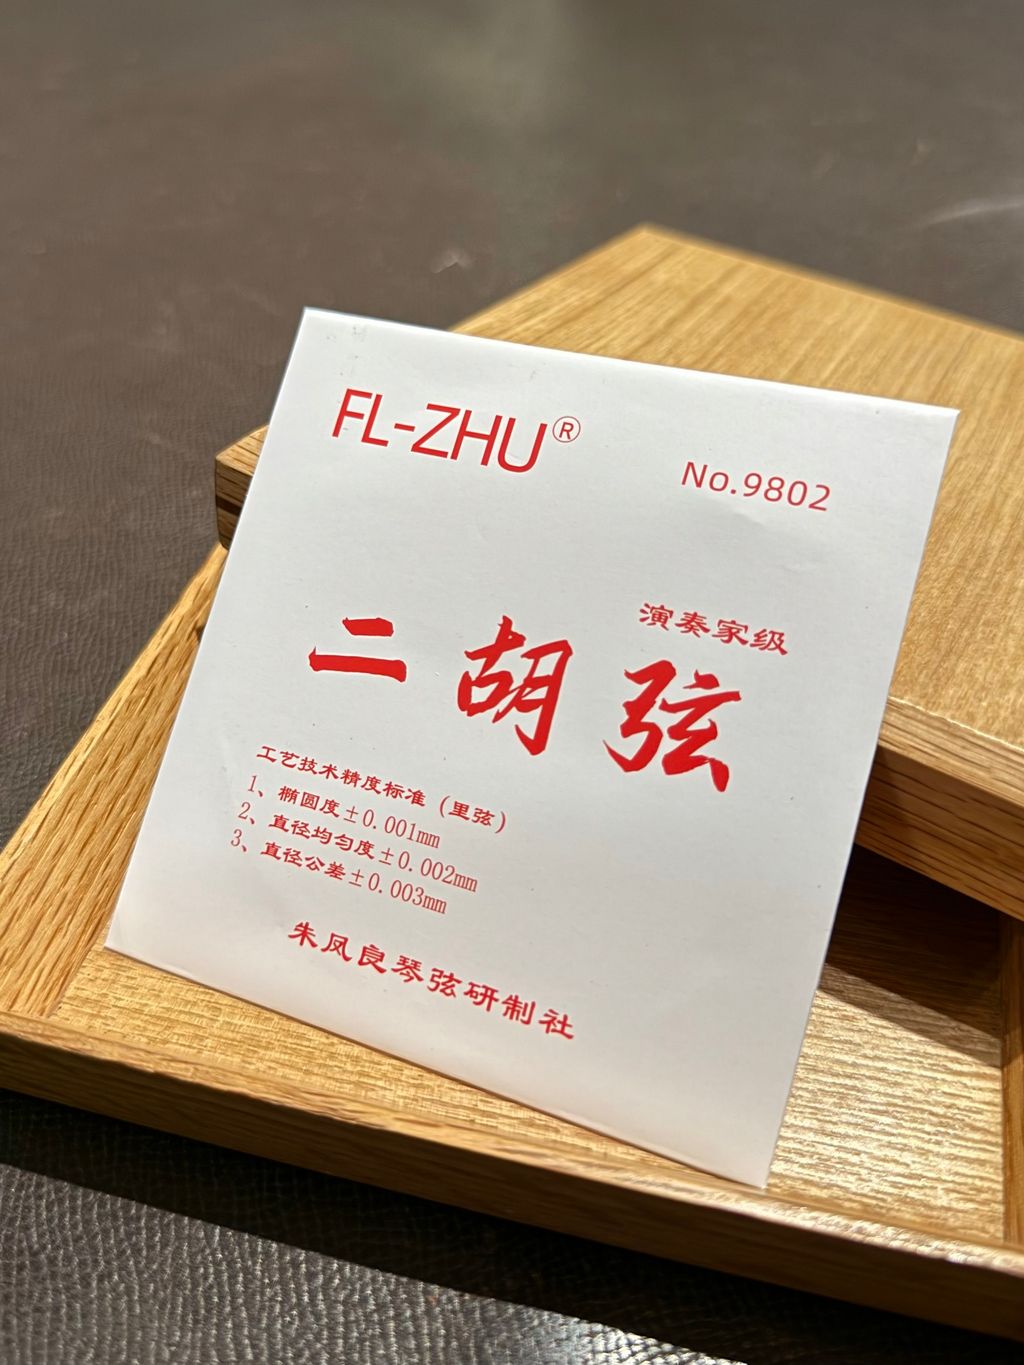 FL-ZHU®
No.9802
演奏家级
二胡弦
工艺技术精度标准（里弦）
1、椭圆度±0.001mm
2、直径均匀度±0.002mm
3、直径公差±0.003mm
朱凤良琴弦研制社